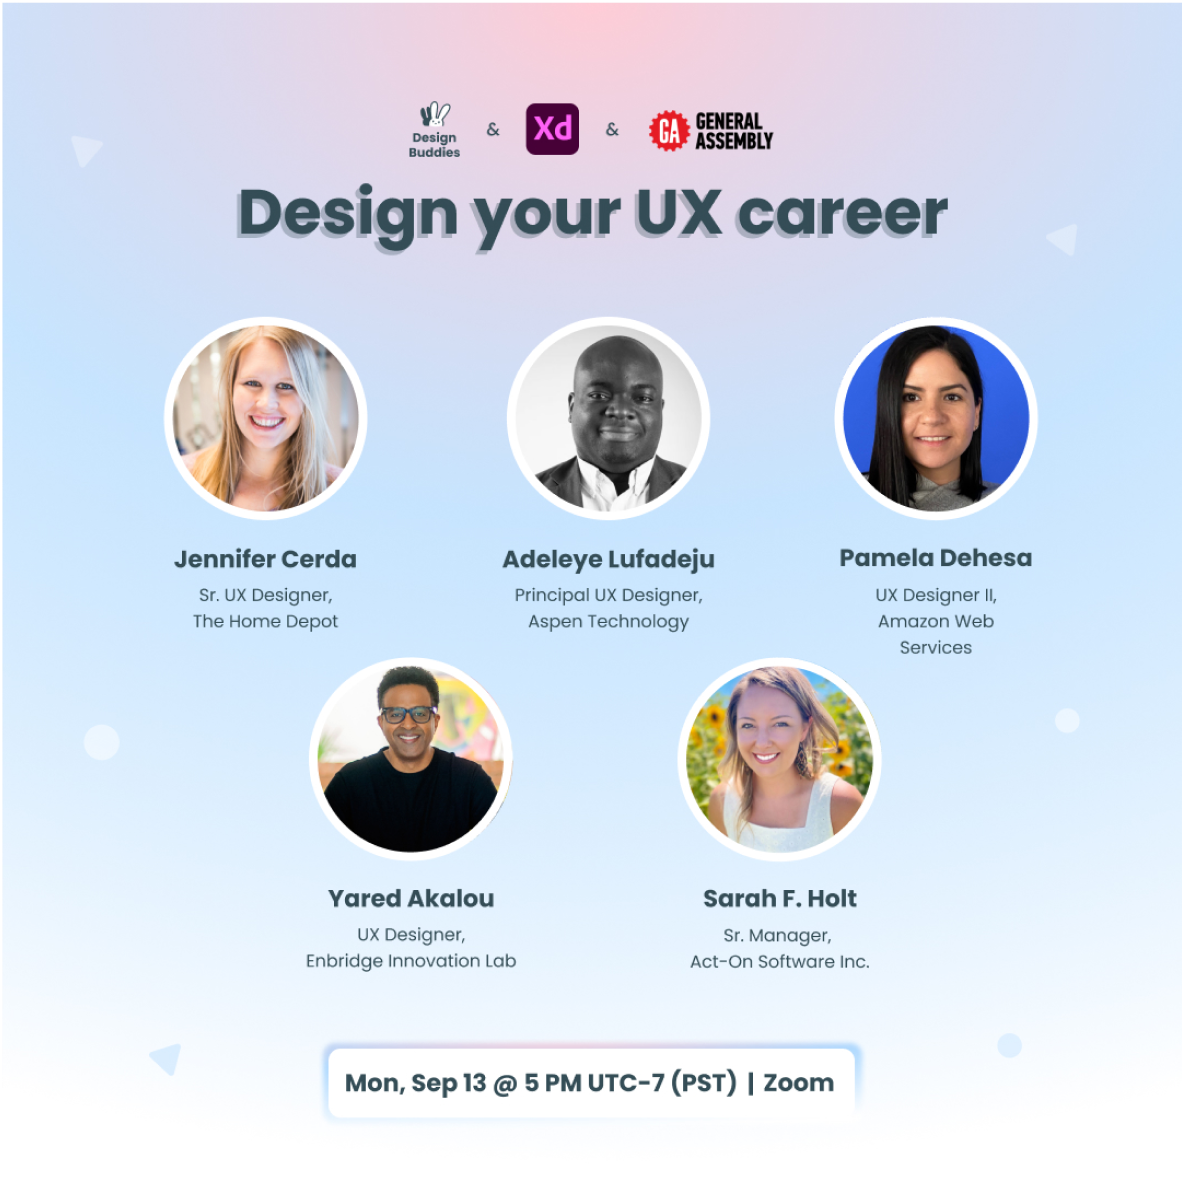 Design
Buddies
&
Xd
&
GA
GENERAL
ASSEMBLY
Design your UX career
Jennifer Cerda
Sr. UX Designer,
The Home Depot
Adeleye Lufadeju
Principal UX Designer,
Aspen Technology
Pamela Dehesa
UX Designer II,
Amazon Web
Services
Yared Akalou
UX Designer,
Enbridge Innovation Lab
Sarah F. Holt
Sr. Manager,
Act-On Software Inc.
Mon, Sep 13 @ 5 PM UTC-7 (PST) | Zoom